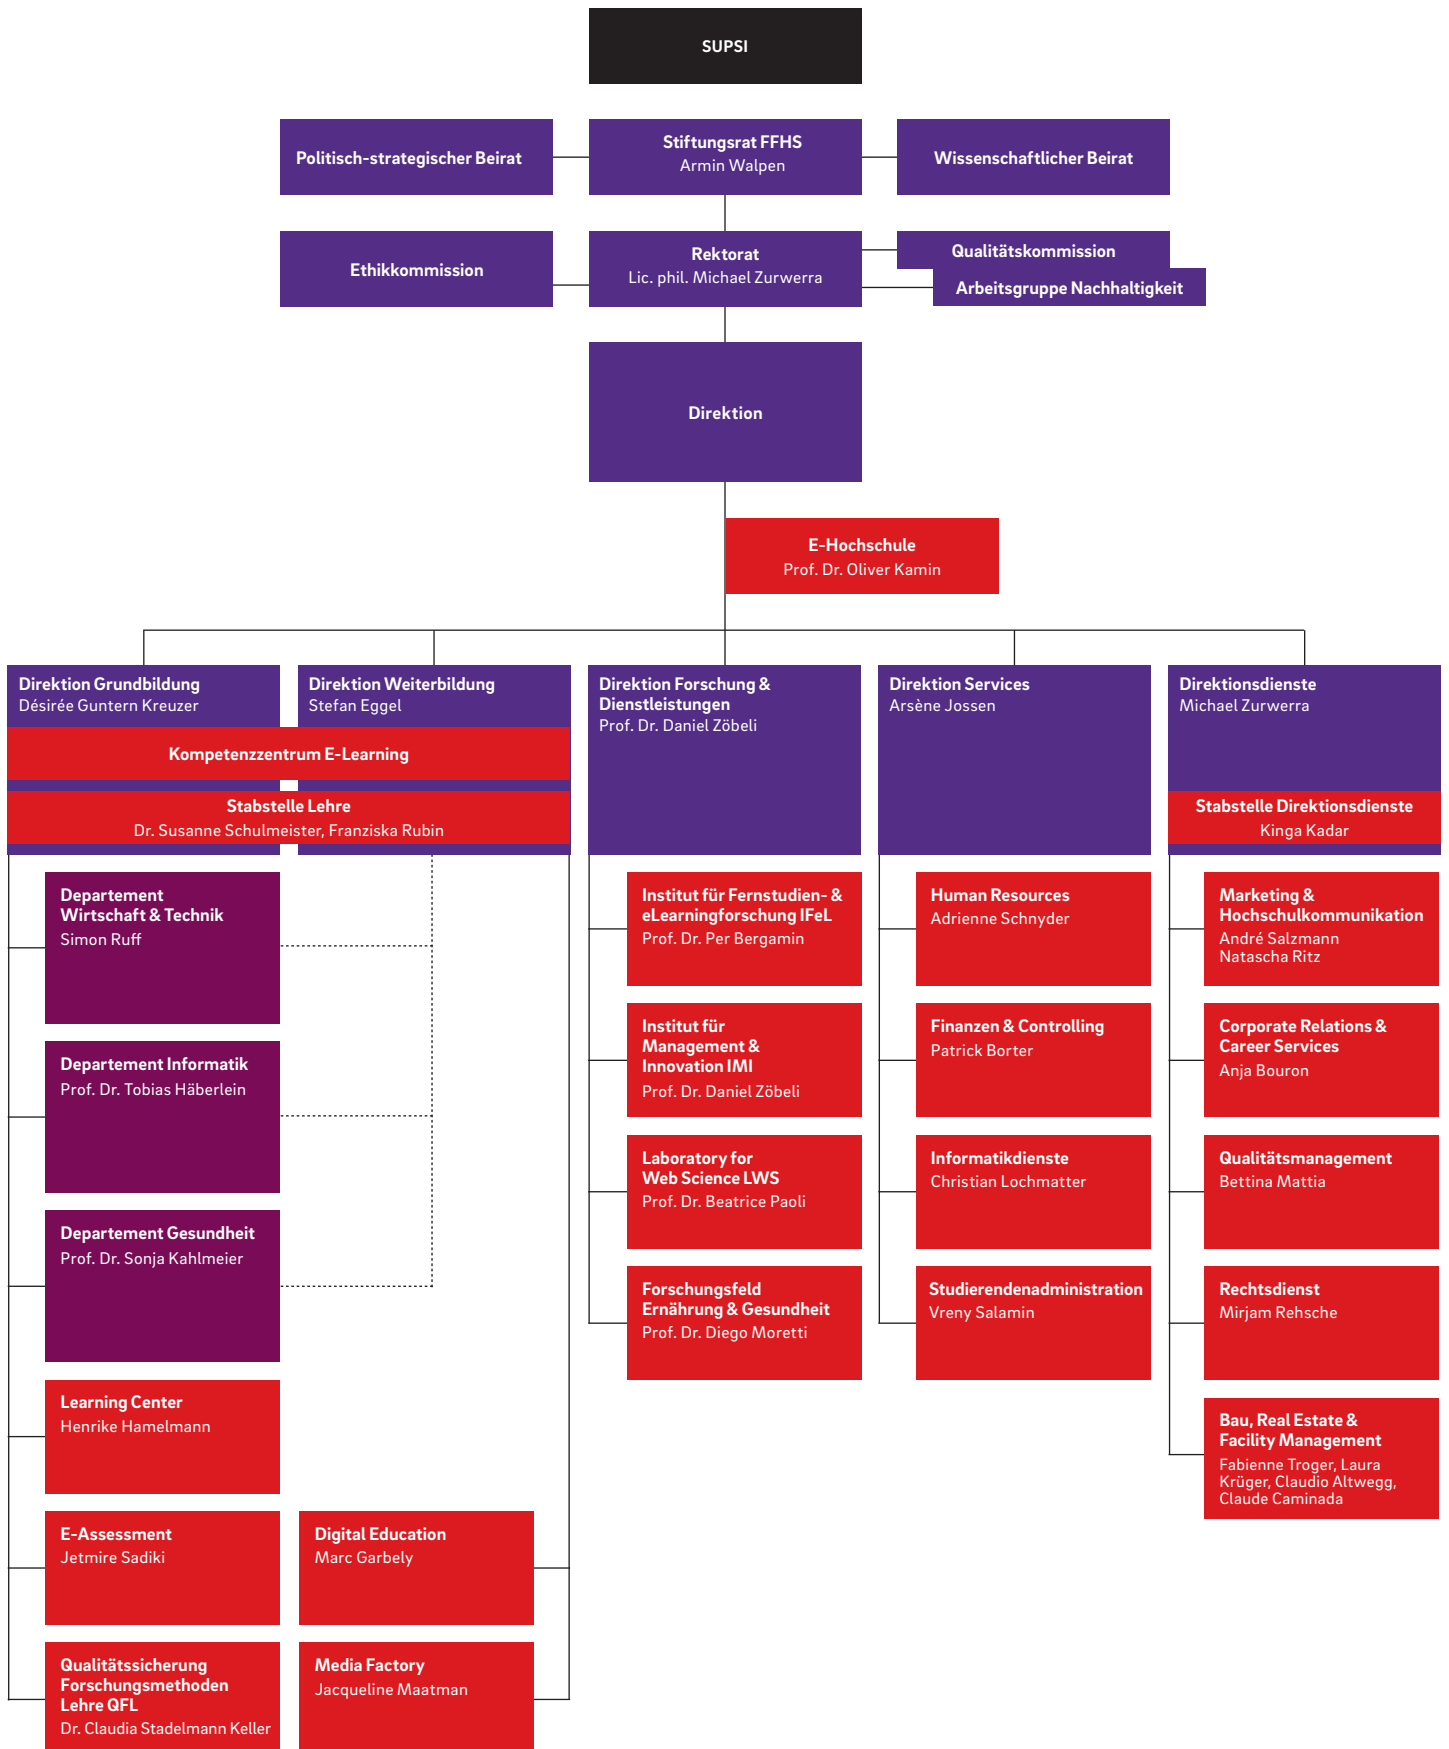 SUPSI
Politisch-strategischer Beirat
Stiftungsrat FFHS
Armin Walpen
Wissenschaftlicher Beirat
Ethikkommission
Rektorat
Lic. phil. Michael Zurwerra
Qualitätskommission
Arbeitsgruppe Nachhaltigkeit
Direktion
E-Hochschule
Prof. Dr. Oliver Kamin
Direktion Grundbildung
Désirée Guntern Kreuzer
Direktion Weiterbildung
Stefan Eggel
Kompetenzzentrum E-Learning
Stabstelle Lehre
Dr. Susanne Schulmeister, Franziska Rubin
Direktion Forschung &
Dienstleistungen
Prof. Dr. Daniel Zöbeli
Direktion Services
Arsène Jossen
Direktionsdienste
Michael Zurwerra
Stabstelle Direktionsdienste
Kinga Kadar
Departement
Wirtschaft & Technik
Simon Ruff
Departement Informatik
Prof. Dr. Tobias Häberlein
Departement Gesundheit
Prof. Dr. Sonja Kahlmeier
Learning Center
Henrike Hamelmann
E-Assessment
Jetmire Sadiki
Qualitätssicherung
Forschungsmethoden
Lehre QFL
Dr. Claudia Stadelmann Keller
Digital Education
Marc Garbely
Media Factory
Jacqueline Maatman
Institut für Fernstudien- &
eLearningforschung IFeL
Prof. Dr. Per Bergamin
Institut für
Management &
Innovation IMI
Prof. Dr. Daniel Zöbeli
Laboratory for
Web Science LWS
Prof. Dr. Beatrice Paoli
Forschungsfeld
Ernährung & Gesundheit
Prof. Dr. Diego Moretti
Human Resources
Adrienne Schnyder
Finanzen & Controlling
Patrick Borter
Informatikdienste
Christian Lochmatter
Studierendenadministration
Vreny Salamin
Marketing &
Hochschulkommunikation
André Salzmann
Natascha Ritz
Corporate Relations &
Career Services
Anja Bouron
Qualitätsmanagement
Bettina Mattia
Rechtsdienst
Mirjam Rehsche
Bau, Real Estate &
Facility Management
Fabienne Troger, Laura
Krüger, Claudio Altwegg,
Claude Caminada